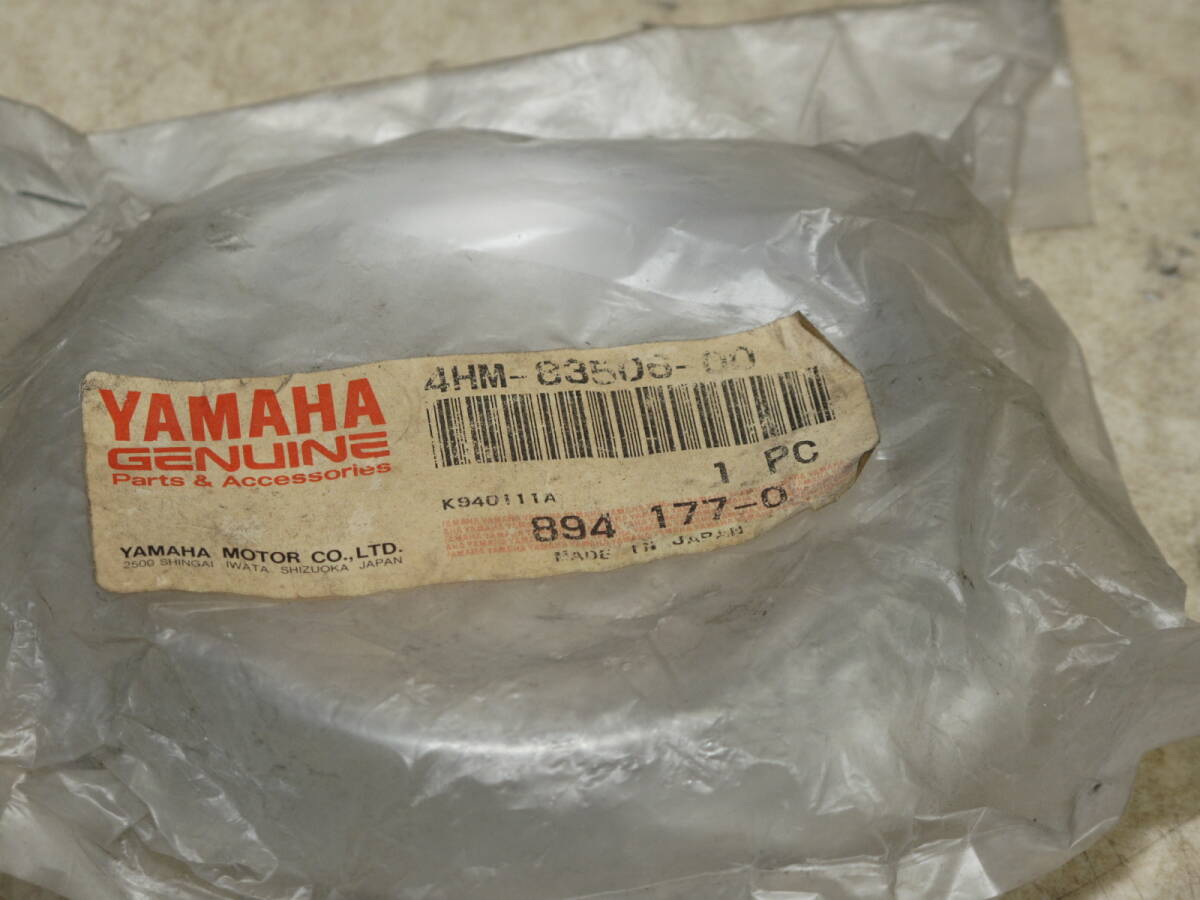 YAMAHA
GENUINE
Parts & Accessories
YAMAHA MOTOR CO., LTD.
2500 SHINGAI IWATA SHIZUOKA JAPAN
4HM-83506-00
1 PC
K940111A
894 177-0
MADE IN JAPAN